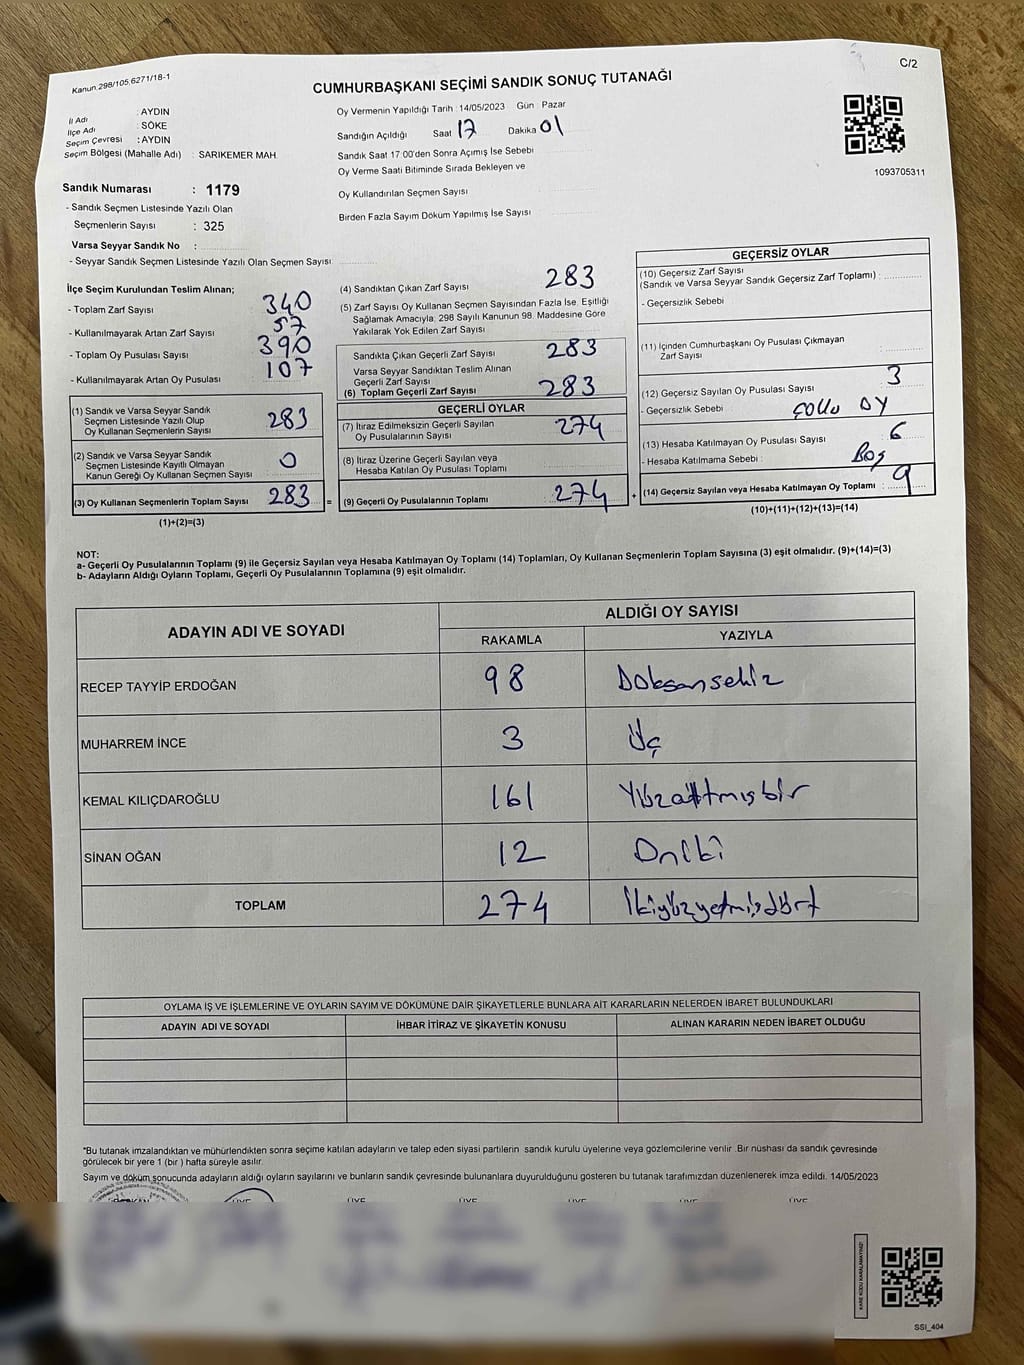 Kanun.298/105,6271/18-1
C/2
CUMHURBAŞKANI SEÇİMİ SANDIK SONUÇ TUTANAĞI
İl Adı : AYDIN
İlçe Adı : SÖKE
Seçim Çevresi : AYDIN
Seçim Bölgesi (Mahalle Adı) : SARIKEMER MAH.
Sandık Numarası : 1179
- Sandık Seçmen Listesinde Yazılı Olan
Seçmenlerin Sayısı : 325
Varsa Seyyar Sandık No :
- Seyyar Sandık Seçmen Listesinde Yazılı Olan Seçmen Sayısı:
Oy Vermenin Yapıldığı Tarih : 14/05/2023 Gün : Pazar
Sandığın Açıldığı Saat 17 Dakika 01
Sandık Saat 17:00'den Sonra Açımış İse Sebebi
Oy Verme Saati Bitiminde Sırada Bekleyen ve
Oy Kullandırılan Seçmen Sayısı
Birden Fazla Sayım Döküm Yapılmış İse Sayısı
1093705311
İlçe Seçim Kurulundan Teslim Alınan;
- Toplam Zarf Sayısı 340
- Kullanılmayarak Artan Zarf Sayısı 57
- Toplam Oy Pusulası Sayısı 390
- Kullanılmayarak Artan Oy Pusulası 107
(1) Sandık ve Varsa Seyyar Sandık
Seçmen Listesinde Yazılı Olup
Oy Kullanan Seçmenlerin Sayısı 283
(2) Sandık ve Varsa Seyyar Sandık
Seçmen Listesinde Kayıtlı Olmayan
Kanun Gereği Oy Kullanan Seçmen Sayısı 0
(3) Oy Kullanan Seçmenlerin Toplam Sayısı 283 =
(1)+(2)=(3)
(4) Sandıktan Çıkan Zarf Sayısı 283
(5) Zarf Sayısı Oy Kullanan Seçmen Sayısından Fazla İse, Eşitliği
Sağlamak Amacıyla; 298 Sayılı Kanunun 98. Maddesine Göre
Yakılarak Yok Edilen Zarf Sayısı
Sandıkta Çıkan Geçerli Zarf Sayısı 283
Varsa Seyyar Sandıktan Teslim Alınan
Geçerli Zarf Sayısı
(6) Toplam Geçerli Zarf Sayısı 283
GEÇERLİ OYLAR
(7) İtiraz Edilmeksizin Geçerli Sayılan
Oy Pusulalarının Sayısı 274
(8) İtiraz Üzerine Geçerli Sayılan veya
Hesaba Katılan Oy Pusulası Toplamı
(9) Geçerli Oy Pusulalarının Toplamı 274 +
GEÇERSİZ OYLAR
(10) Geçersiz Zarf Sayısı
(Sandık ve Varsa Seyyar Sandık Geçersiz Zarf Toplamı) :
- Geçersizlik Sebebi
(11) İçinden Cumhurbaşkanı Oy Pusulası Çıkmayan
Zarf Sayısı :
(12) Geçersiz Sayılan Oy Pusulası Sayısı 3
- Geçersizlik Sebebi OY
(13) Hesaba Katılmayan Oy Pusulası Sayısı 6
- Hesaba Katılmama Sebebi : Boş
(14) Geçersiz Sayılan veya Hesaba Katılmayan Oy Toplamı : 9
(10)+(11)+(12)+(13)=(14)
NOT:
a- Geçerli Oy Pusulalarının Toplamı (9) ile Geçersiz Sayılan veya Hesaba Katılmayan Oy Toplamı (14) Toplamları, Oy Kullanan Seçmenlerin Toplam Sayısına (3) eşit olmalıdır. (9)+(14)=(3)
b- Adayların Aldığı Oyların Toplamı, Geçerli Oy Pusulalarının Toplamına (9) eşit olmalıdır.
ADAYIN ADI VE SOYADI
ALDIĞI OY SAYISI
RAKAMLA YAZIYLA
RECEP TAYYİP ERDOĞAN 98 Doksansekiz
MUHARREM İNCE 3 Üç
KEMAL KILIÇDAROĞLU 161 Yüzaltmışbir
SİNAN OĞAN 12 Oniki
TOPLAM 274 İkiyüzyetmişdört
OYLAMA İŞ VE İŞLEMLERİNE VE OYLARIN SAYIM VE DÖKÜMÜNE DAİR ŞİKAYETLERLE BUNLARA AİT KARARLARIN NELERDEN İBARET BULUNDUKLARI
ADAYIN ADI VE SOYADI İHBAR İTİRAZ VE ŞİKAYETİN KONUSU ALINAN KARARIN NEDEN İBARET OLDUĞU
*Bu tutanak imzalandıktan ve mühürlendikten sonra seçime katılan adayların ve talep eden siyasi partilerin sandık kurulu üyelerine veya gözlemcilerine verilir .Bir nüshası da sandık çevresinde
görülecek bir yere 1 (bir ) hafta süreyle asılır.
Sayım ve döküm sonucunda adayların aldığı oyların sayılarını ve bunların sandık çevresinde bulunanlara duyurulduğunu gösteren bu tutanak tarafımızdan düzenlenerek imza edildi. 14/05/2023
BAŞKAN ÜYE ÜYE ÜYE ÜYE ÜYE ÜYE
KARE KODU KARALAMAYINIZ!
SSİ_404